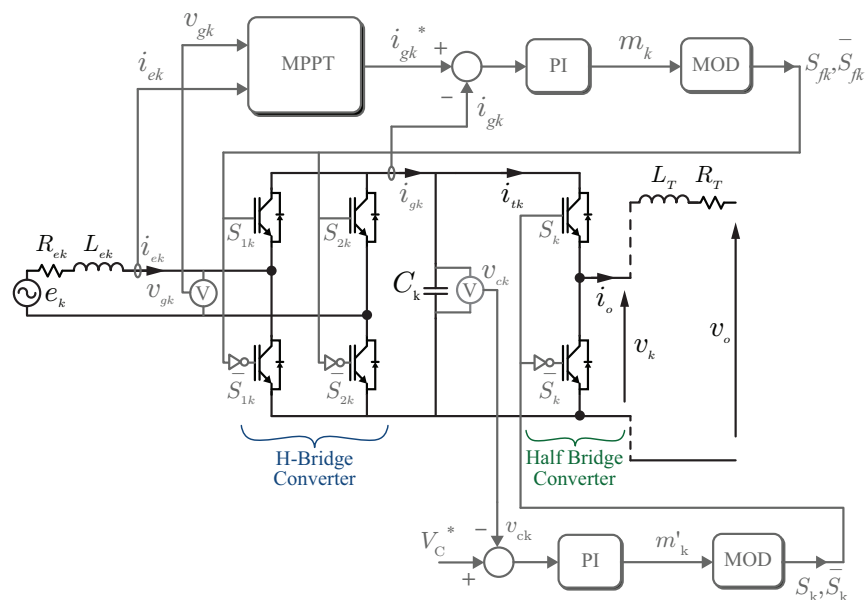 v_gk
i_ek
MPPT
i_gk*
+
−
i_gk
PI
m_k
MOD
S_fk, S̄_fk
R_ek
L_ek
i_ek
v_gk
V
e_k
S_1k
S_2k
i_gk
i_tk
S_k
L_T
R_T
C_k
V
v_ck
i_o
v_k
v_o
S̄_1k
S̄_2k
S̄_k
H-Bridge
Converter
Half Bridge
Converter
V_C*
−
+
v_ck
PI
m'_k
MOD
S_k, S̄_k